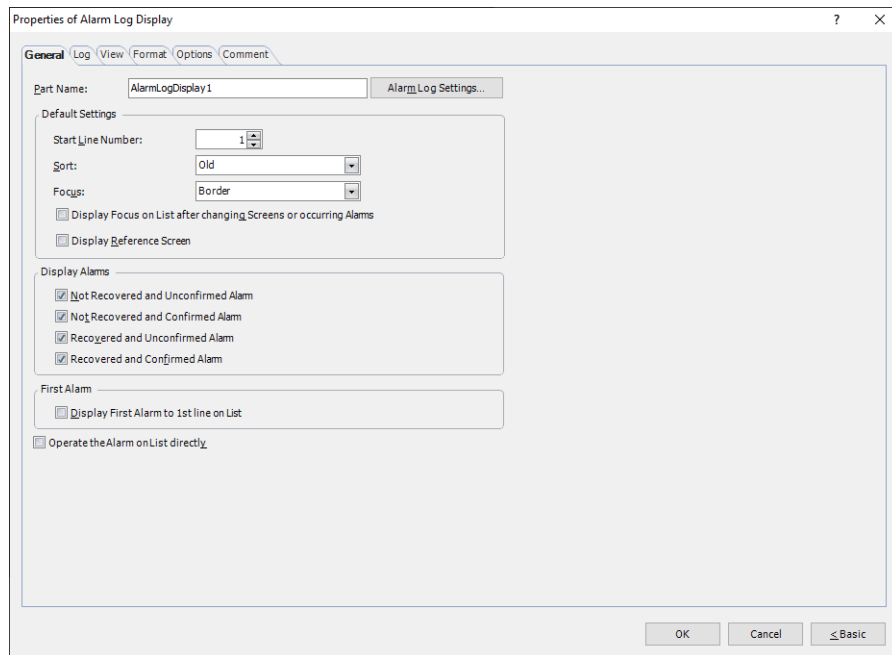 Properties of Alarm Log Display
?
General Log View Format Options Comment
Part Name: AlarmLogDisplay1 Alarm Log Settings...
Default Settings
Start Line Number: 1
Sort: Old
Focus: Border
Display Focus on List after changing Screens or occurring Alarms
Display Reference Screen
Display Alarms
Not Recovered and Unconfirmed Alarm
Not Recovered and Confirmed Alarm
Recovered and Unconfirmed Alarm
Recovered and Confirmed Alarm
First Alarm
Display First Alarm to 1st line on List
Operate the Alarm on List directly
OK Cancel < Basic